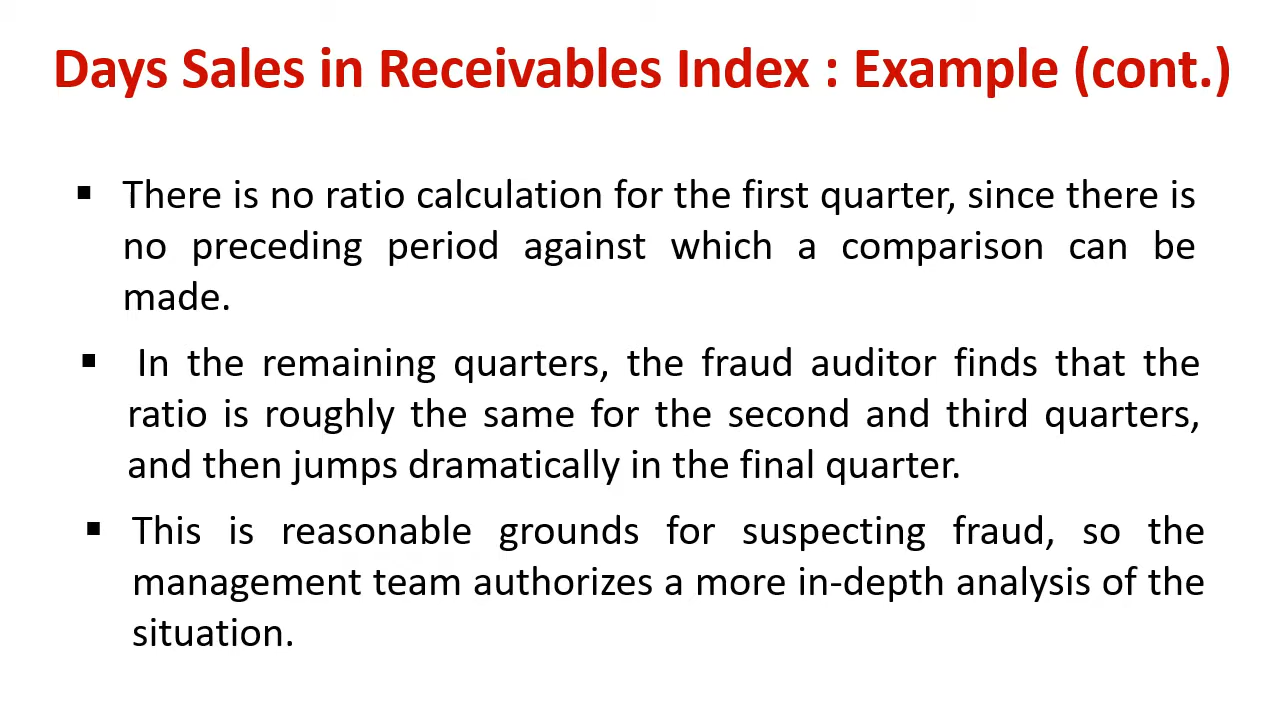 Days Sales in Receivables Index : Example (cont.)
▪ There is no ratio calculation for the first quarter, since there is
no preceding period against which a comparison can be
made.
▪ In the remaining quarters, the fraud auditor finds that the
ratio is roughly the same for the second and third quarters,
and then jumps dramatically in the final quarter.
▪ This is reasonable grounds for suspecting fraud, so the
management team authorizes a more in-depth analysis of the
situation.